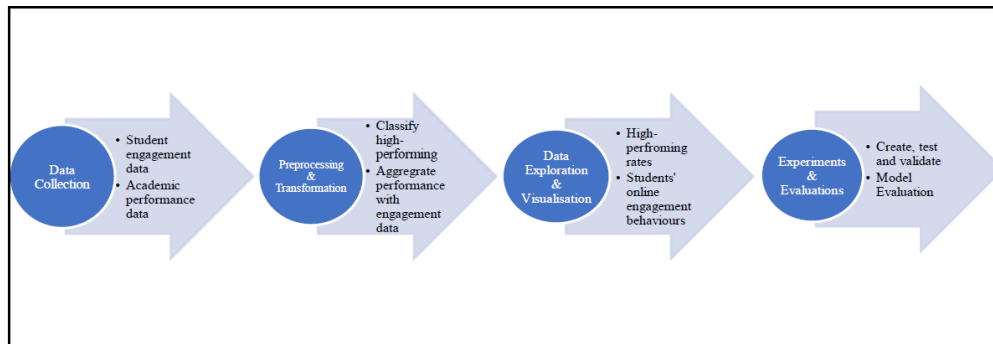 Data
Collection
• Student
engagement
data
• Academic
performance
data
Preprocessing
&
Transformation
• Classify
high-
performing
• Aggregrate
performance
with
engagement
data
Data
Exploration
&
Visualisation
• High-
perfroming
rates
• Students'
online
engagement
behaviours
Experiments
&
Evaluations
• Create, test
and validate
• Model
Evaluation